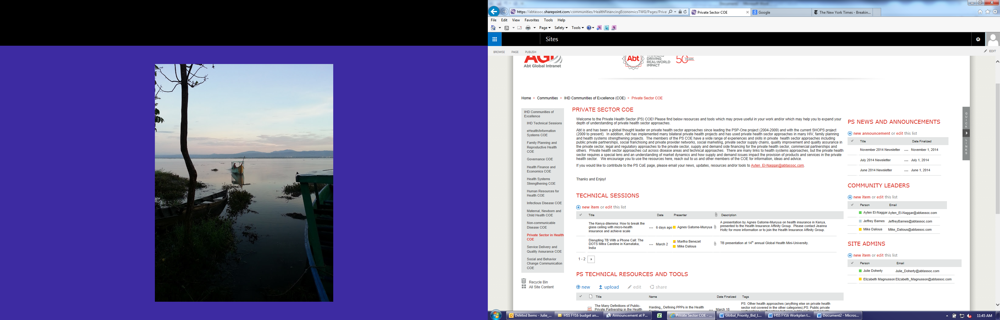 https://abtassoc.sharepoint.com/communities/HealthFinancingEconomicsTWG/Pages/Priva
Private Sector COE
Google
The New York Times - Breakin...
File Edit View Favorites Tools Help
Page Safety Tools
Sites
BROWSE PAGE PUBLISH
EDIT
Abt Global Intranet
Abt
DRIVING
REAL-WORLD
IMPACT
50 YEARS
Home > Communities > IHD Communities of Excellence (COE) > Private Sector COE
IHD Communities of
Excellence
IHD Technical Sessions
eHealth/Information
Systems COE
Family Planning and
Reproductive Health
COE
Governance COE
Health Finance and
Economics COE
Health Systems
Strengthening COE
Human Resources for
Health COE
Infectious Disease COE
Maternal, Newborn and
Child Health COE
Non-communicable
Disease COE
Private Sector in Health
COE
Service Delivery and
Quality Assurance COE
Social and Behavior
Change Communication
COE
Recycle Bin
All Site Content
PRIVATE SECTOR COE
Welcome to the Private Health Sector (PS) COE! Please find below resources and tools which may prove useful in your work and/or which may help you to expand your
depth of understanding of private health sector approaches.
Abt is and has been a global thought leader on private health sector approaches since leading the PSP-One project (2004-2009) and with the current SHOPS project
(2009 to present). In addition, Abt has implemented many bilateral private health projects and has used private health sector approaches in many HIV, family planning
and health systems strengthening projects. The members of the PS COE have a wide range of experiences and skills in private health sector approaches including
public private partnerships, social franchising and private provider networks, social marketing, private sector supply chains, quality improvement and quality assurance in
the private sector, legal and regulatory approaches to the private sector, supply and demand side financing for the private health sector, commercial partnerships and
others. Private health sector approaches cut across disease areas and technical approaches. There are many links to health systems approaches, but the private health
sector requires a special lens and an understanding of market dynamics and how supply and demand issues impact the provision of products and services in the private
health sector. We encourage you to use the resources here, reach out to us and other members of the COE for information, ideas and advice.
If you would like to contribute to the PS CoE page, please email your news, updates, resources and/or tools to Ayten_El-Naggar@abtassoc.com.
Thanks and Enjoy!
TECHNICAL SESSIONS
new item or edit this list
Title Date Presenter Description
The Kenya dilemma: How to break the
glass ceiling with micro-health
insurance and achieve scale
... 6 days ago Agnes Gatome-Munyua
A presentation by Agnes Gatome-Munyua on health insurance in Kenya,
presented to the Health Insurance Affinity Group. Please contact Jeanna
Holtz for more informaiton or to join the Health Insurance Affinity Group.
Disrupting TB With a Phone Call: The
DOTS Mitra Careline in Karnataka,
India
... March 2
Martha Benezet
Mike Dalious
TB presentation at 14th annual Global Health Mini-University.
1 - 2
PS TECHNICAL RESOURCES AND TOOLS
new upload edit share
Title Name Date Finalized Tags
The Many Definitions of Public-
Private Partnership in the Health
Harding_ Defining PPPs in the Health
... March 18
PS: Other health approaches (anything else on private health
sector not covered in the other categories),PS: Public private
PS NEWS AND ANNOUNCEMENTS
new announcement or edit this list
Title Date Finalized
November 2014 Newsletter ... November 1, 2014
July 2014 Newsletter ... July 1, 2014
June 2014 Newsletter ... June 1, 2014
COMMUNITY LEADERS
new item or edit this list
Person Email
Ayten El-Naggar Ayten_El-Naggar@abtassoc.com
Jeffrey Barnes JeffreyBarnes@abtassoc.com
Mike Dalious Mike_Dalious@abtassoc.com
SITE ADMINS
new item or edit this list
Person Email
Julie Doherty Julie_Doherty@abtassoc.com
Elizabeth Magnusson Elizabeth_Magnusson@abtassoc.com
QUICK LINKS
Deleted Items - Julie_...
HSS FY16 budget an...
Announcement at P...
Private Sector COE - ...
Global_Priority_Bid_L...
HSS FY16 Workplan t...
Document2 - Micros...
11:45 AM